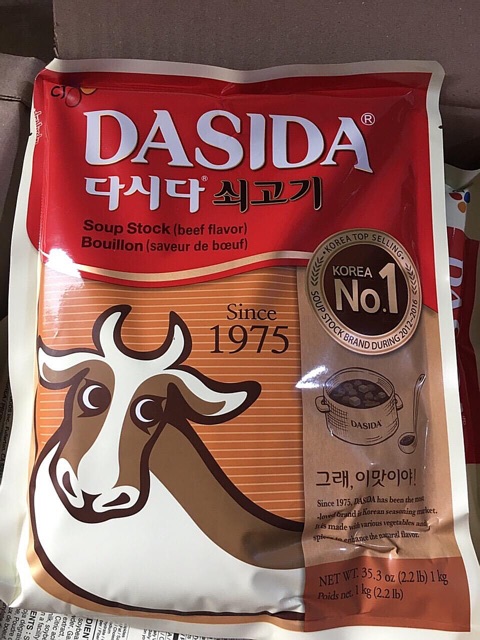 CJ
DASIDA®
다시다® 쇠고기
Soup Stock (beef flavor)
Bouillon (saveur de bœuf)
KOREA TOP SELLING
KOREA
No.1
SOUP STOCK BRAND DURING 2012-2016
Since
1975
DASIDA
그래, 이맛이야!
Since 1975, DASIDA has been the most
-loved brand in Korean seasoning market.
It is made with various vegetables and
spices to enhance the natural flavor.
NET WT. 35.3 oz (2.2 lb) 1 kg
Poids net. 1 kg (2.2 lb)